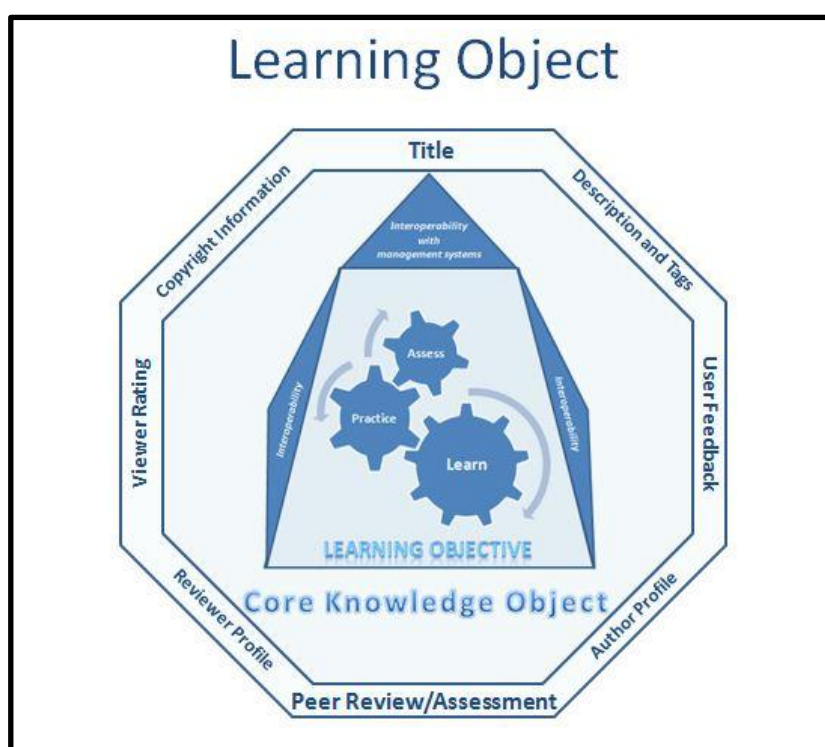 Learning Object
Title
Copyright Information
Description and Tags
Interoperability
with
management systems
Assess
Viewer Rating
User Feedback
Practice
Interoperability
Interoperability
Learn
LEARNING OBJECTIVE
Core Knowledge Object
Reviewer Profile
Author Profile
Peer Review/Assessment